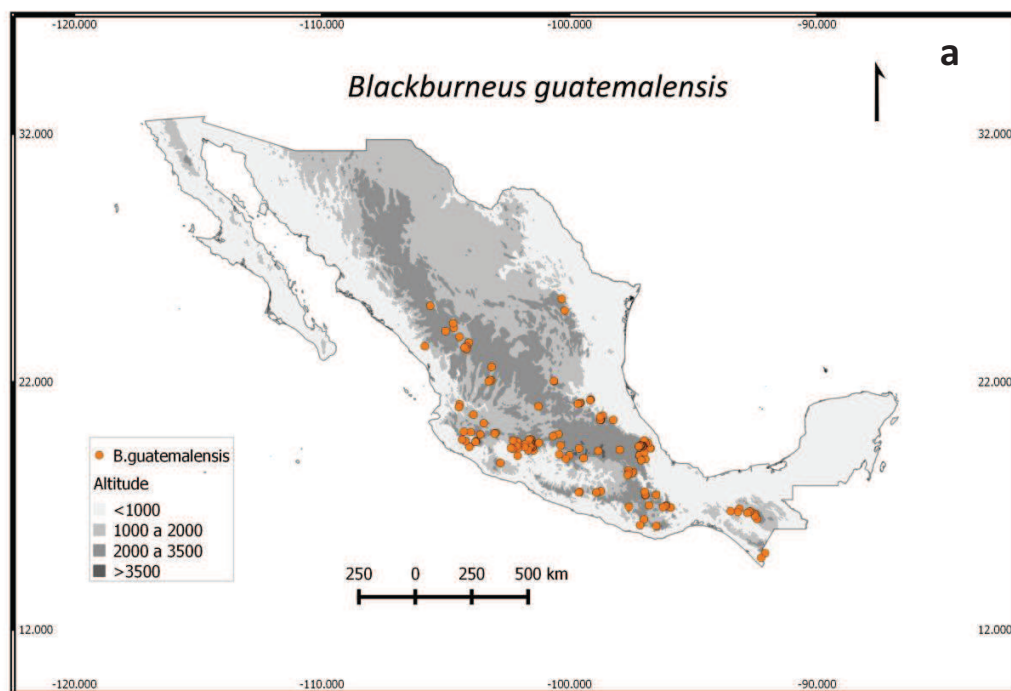 -120.000 -110.000 -100.000 -90.000
a
Blackburneus guatemalensis
32.000 32.000
22.000 22.000
B.guatemalensis
Altitude
<1000
1000 a 2000
2000 a 3500
>3500
250 0 250 500 km
12.000 12.000
-120.000 -110.000 -100.000 -90.000